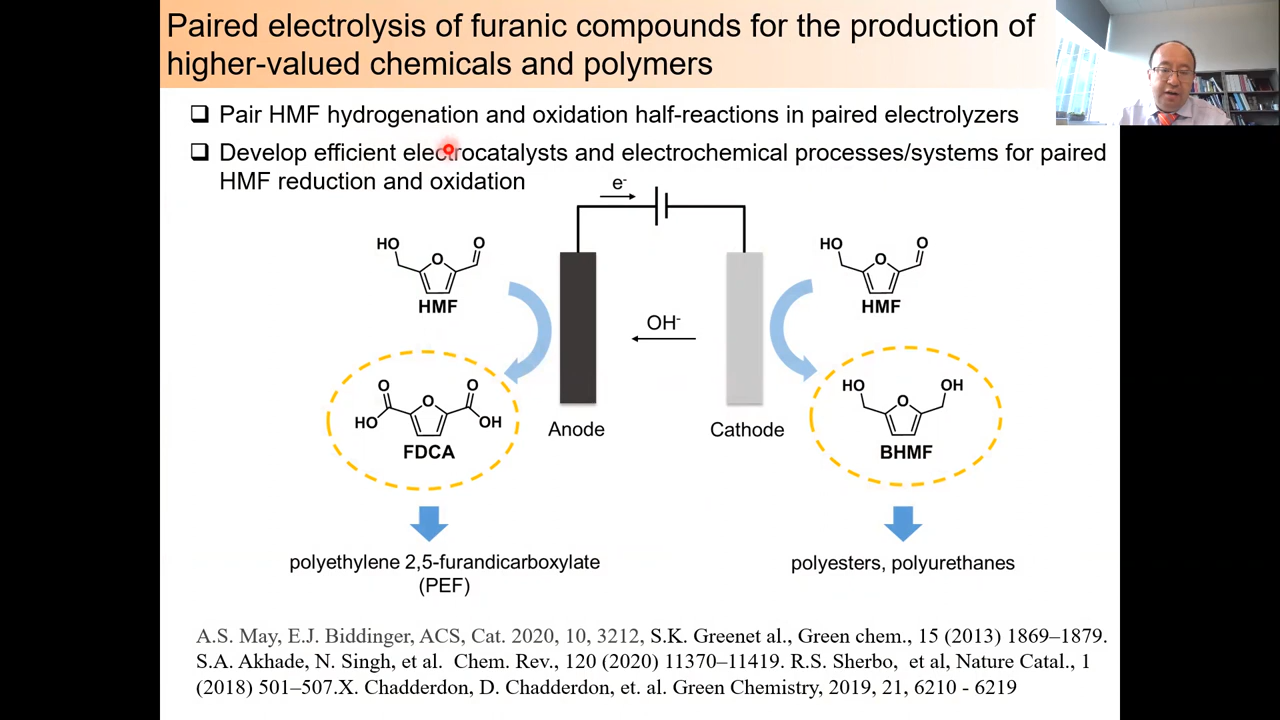 Paired electrolysis of furanic compounds for the production of
higher-valued chemicals and polymers
Pair HMF hydrogenation and oxidation half-reactions in paired electrolyzers
Develop efficient electrocatalysts and electrochemical processes/systems for paired
HMF reduction and oxidation
e-
HO O O
HMF
HO O O
HMF
OH-
O O O
HO OH
FDCA
Anode
Cathode
HO O OH
BHMF
polyethylene 2,5-furandicarboxylate
(PEF)
polyesters, polyurethanes
A.S. May, E.J. Biddinger, ACS, Cat. 2020, 10, 3212, S.K. Greenet al., Green chem., 15 (2013) 1869–1879.
S.A. Akhade, N. Singh, et al. Chem. Rev., 120 (2020) 11370–11419. R.S. Sherbo, et al, Nature Catal., 1
(2018) 501–507.X. Chadderdon, D. Chadderdon, et. al. Green Chemistry, 2019, 21, 6210 - 6219